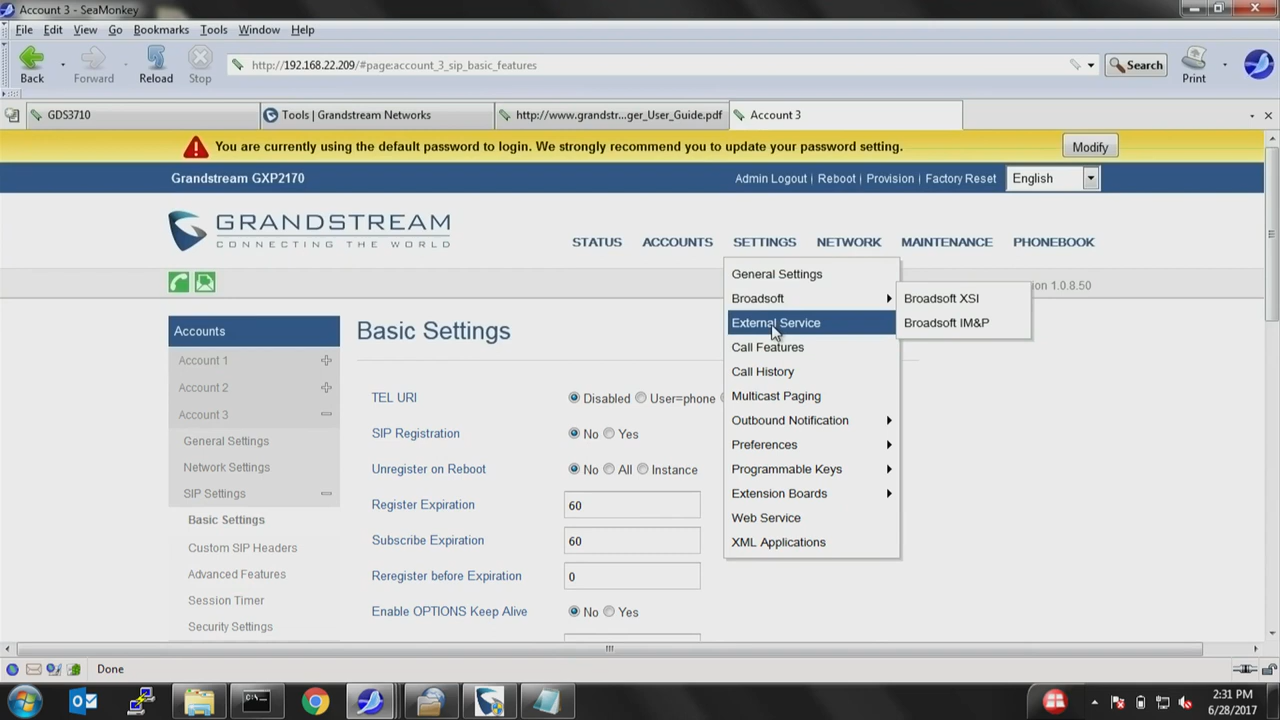 Account 3 - SeaMonkey
File Edit View Go Bookmarks Tools Window Help
Back Forward Reload Stop http://192.168.22.209/#page:account_3_sip_basic_features Search Print
GDS3710 Tools | Grandstream Networks http://www.grandstr...ger_User_Guide.pdf Account 3
You are currently using the default password to login. We strongly recommend you to update your password setting. Modify
Grandstream GXP2170 Admin Logout | Reboot | Provision | Factory Reset English
GRANDSTREAM
CONNECTING THE WORLD
STATUS ACCOUNTS SETTINGS NETWORK MAINTENANCE PHONEBOOK
on 1.0.8.50
General Settings
Broadsoft
External Service
Call Features
Call History
Multicast Paging
Outbound Notification
Preferences
Programmable Keys
Extension Boards
Web Service
XML Applications
Broadsoft XSI
Broadsoft IM&P
Accounts
Account 1
Account 2
Account 3
General Settings
Network Settings
SIP Settings
Basic Settings
Custom SIP Headers
Advanced Features
Session Timer
Security Settings
Basic Settings
TEL URI Disabled User=phone
SIP Registration No Yes
Unregister on Reboot No All Instance
Register Expiration 60
Subscribe Expiration 60
Reregister before Expiration 0
Enable OPTIONS Keep Alive No Yes
Done
2:31 PM
6/28/2017